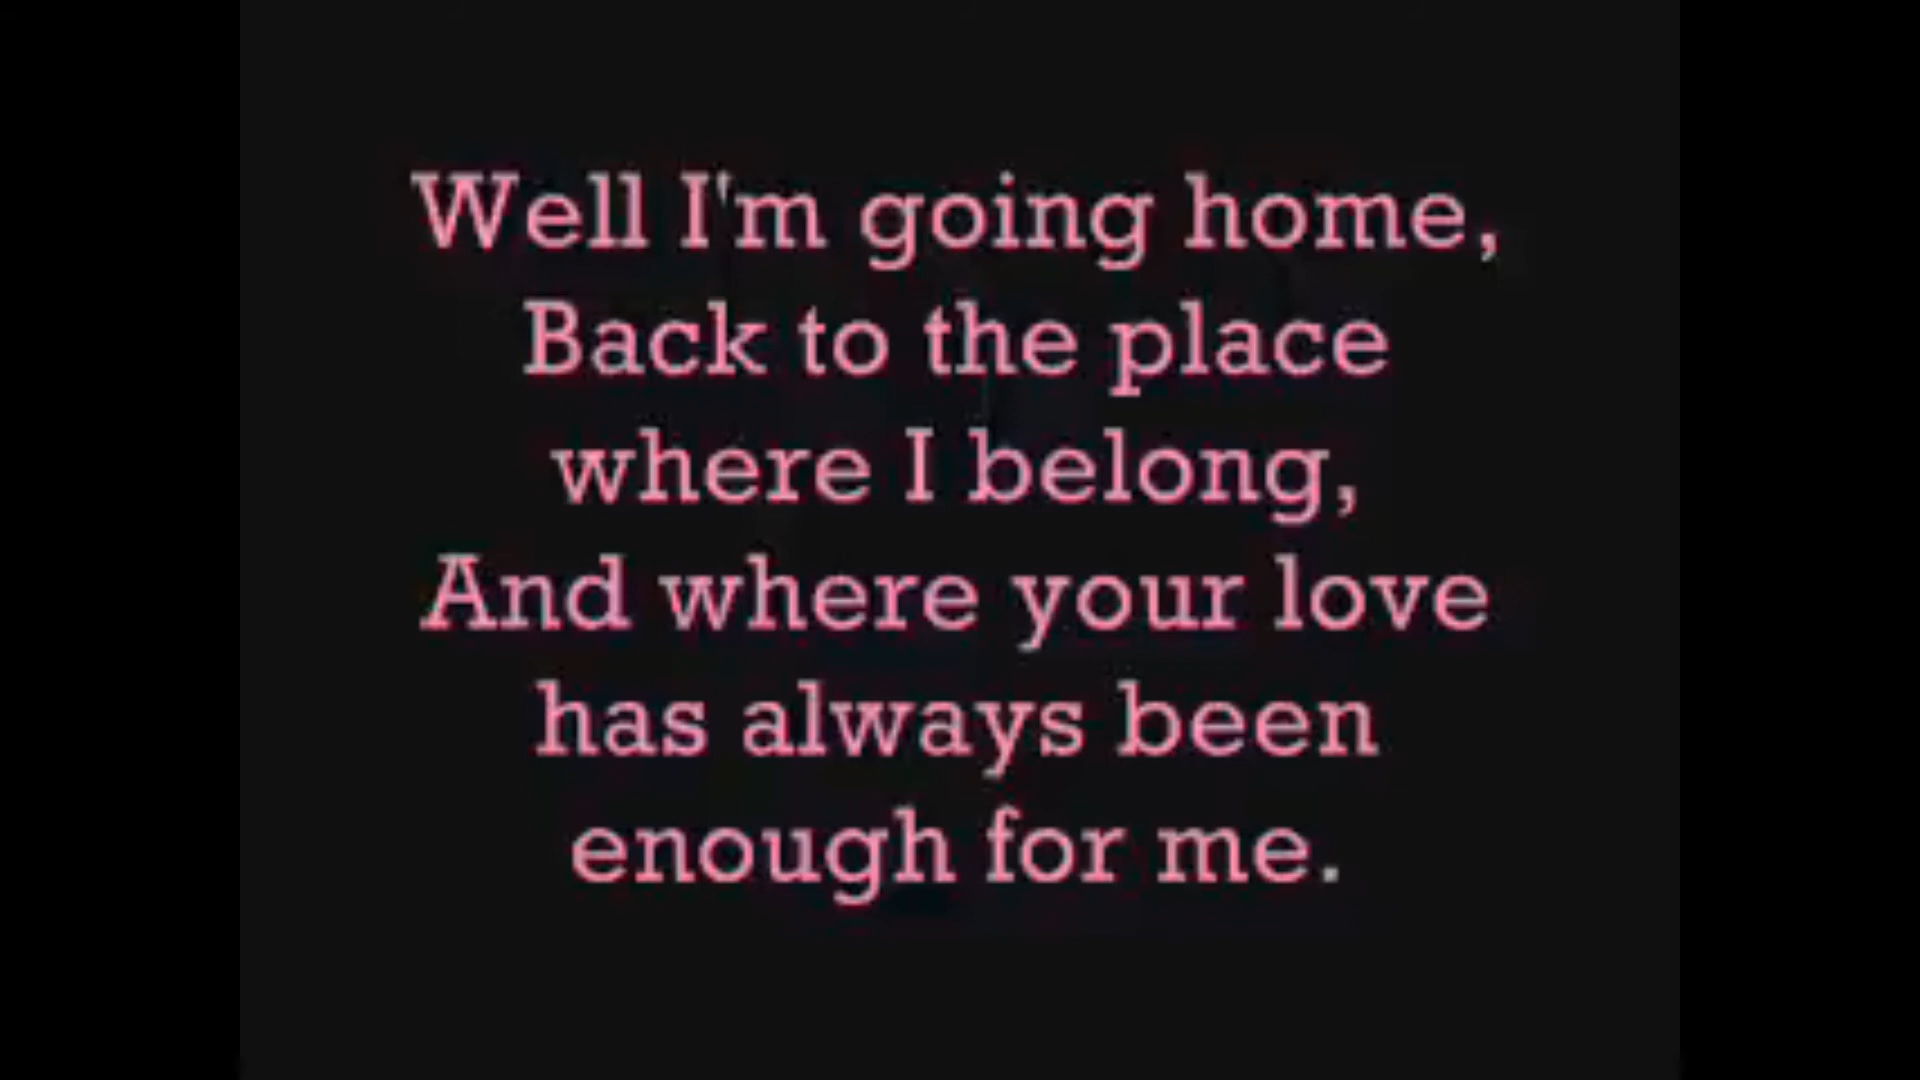 Well I'm going home,
Back to the place
where I belong,
And where your love
has always been
enough for me.